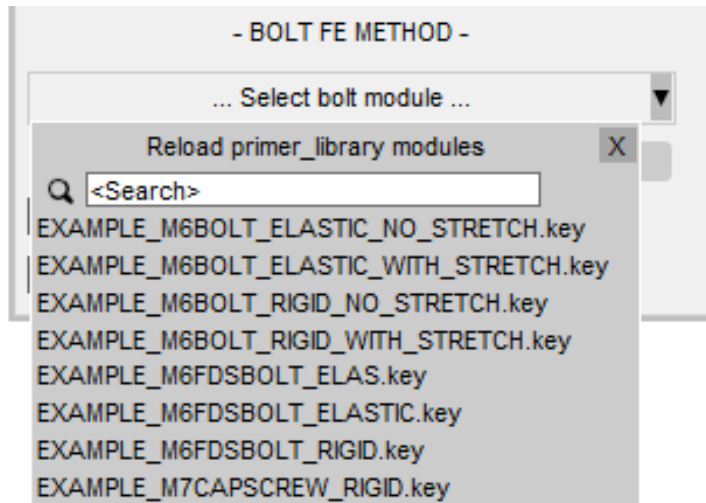 - BOLT FE METHOD -
... Select bolt module ...
Reload primer_library modules X
<Search>
EXAMPLE_M6BOLT_ELASTIC_NO_STRETCH.key
EXAMPLE_M6BOLT_ELASTIC_WITH_STRETCH.key
EXAMPLE_M6BOLT_RIGID_NO_STRETCH.key
EXAMPLE_M6BOLT_RIGID_WITH_STRETCH.key
EXAMPLE_M6FDSBOLT_ELAS.key
EXAMPLE_M6FDSBOLT_ELASTIC.key
EXAMPLE_M6FDSBOLT_RIGID.key
EXAMPLE_M7CAPSCREW_RIGID.key